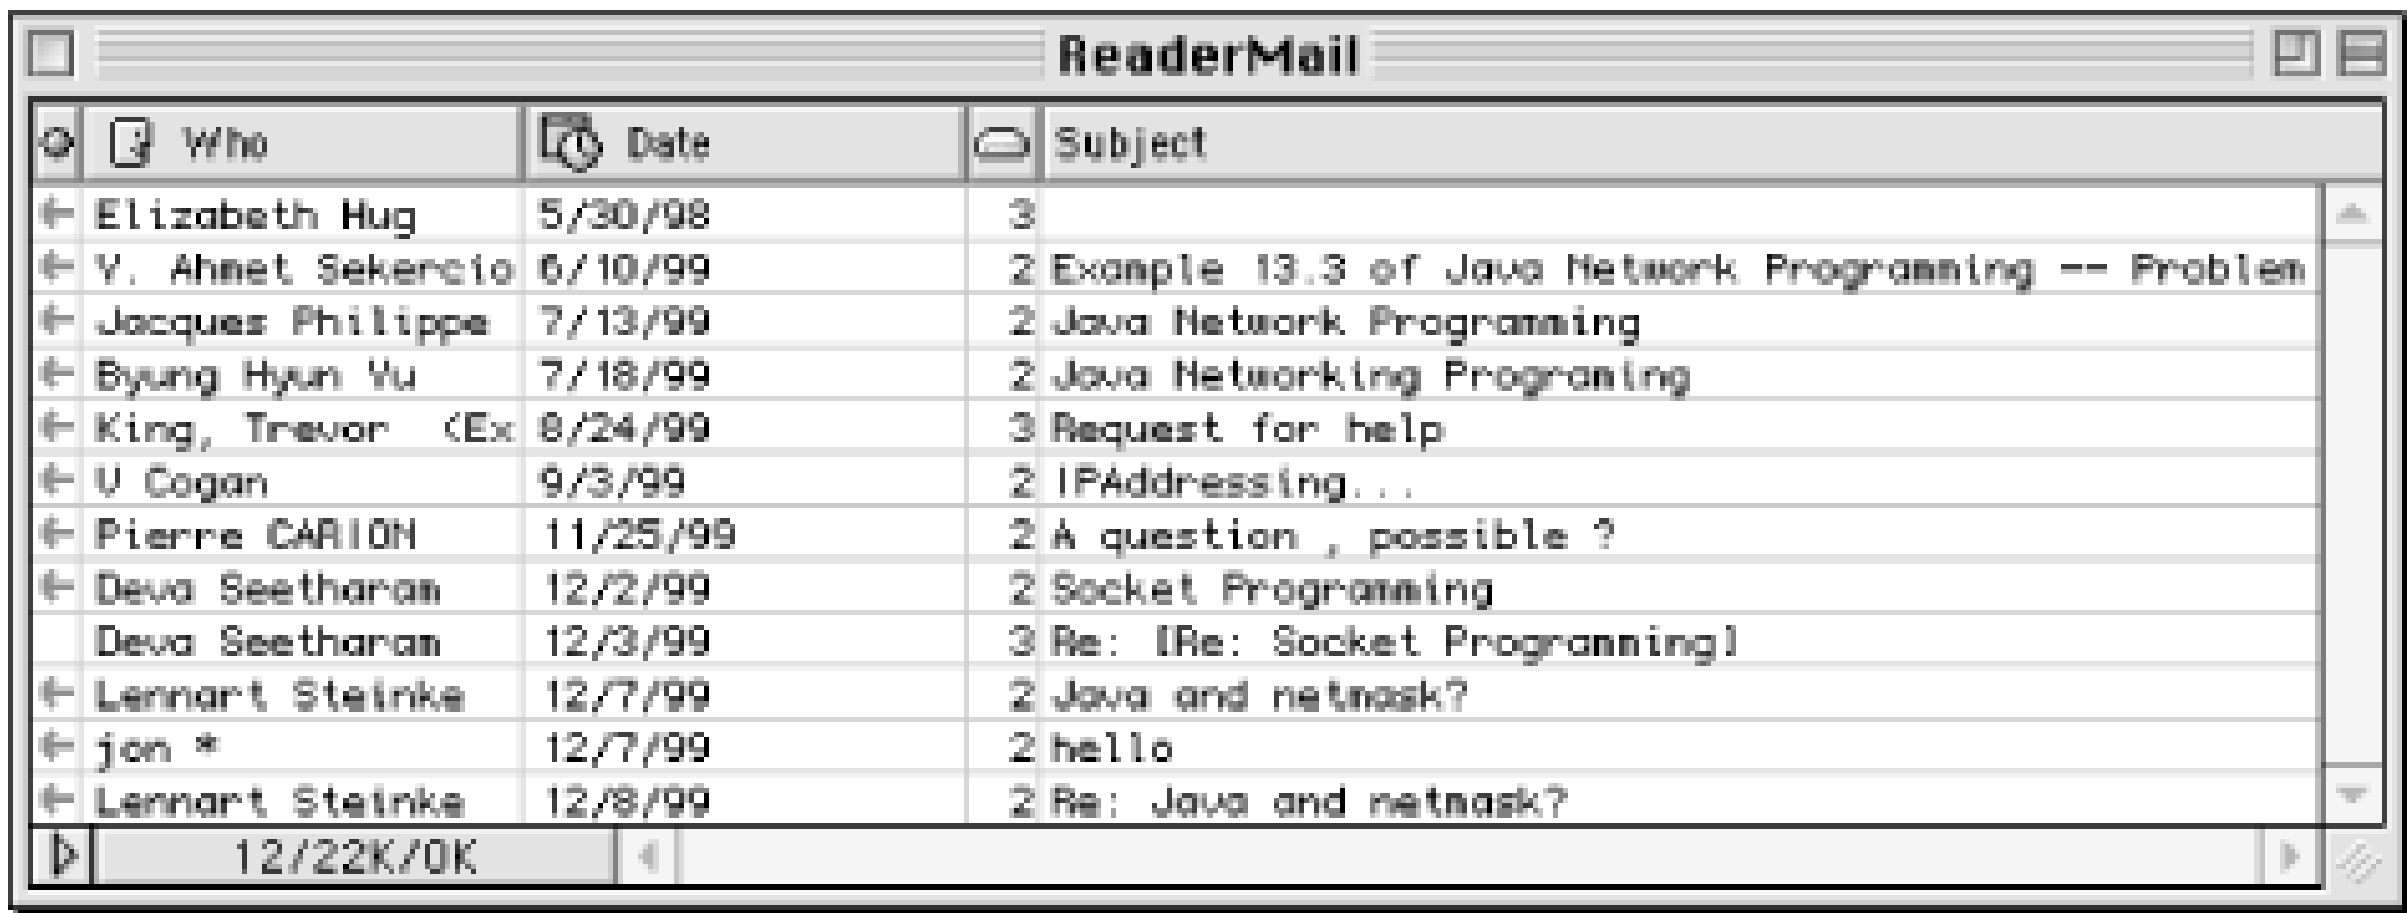 ReaderMail
Who Date Subject
Elizabeth Hug 5/30/98 3
Y. Ahmet Sekercio 6/10/99 2 Example 13.3 of Java Network Programming -- Problem
Jacques Philippe 7/13/99 2 Java Network Programming
Byung Hyun Yu 7/18/99 2 Java Networking Programing
King, Trevor (Ex 8/24/99 3 Request for help
V Cogan 9/3/99 2 IPAddressing...
Pierre CARION 11/25/99 2 A question , possible ?
Deva Seetharam 12/2/99 2 Socket Programming
Deva Seetharam 12/3/99 3 Re: [Re: Socket Programming]
Lennart Steinke 12/7/99 2 Java and netmask?
jon * 12/7/99 2 hello
Lennart Steinke 12/8/99 2 Re: Java and netmask?
12/22K/0K